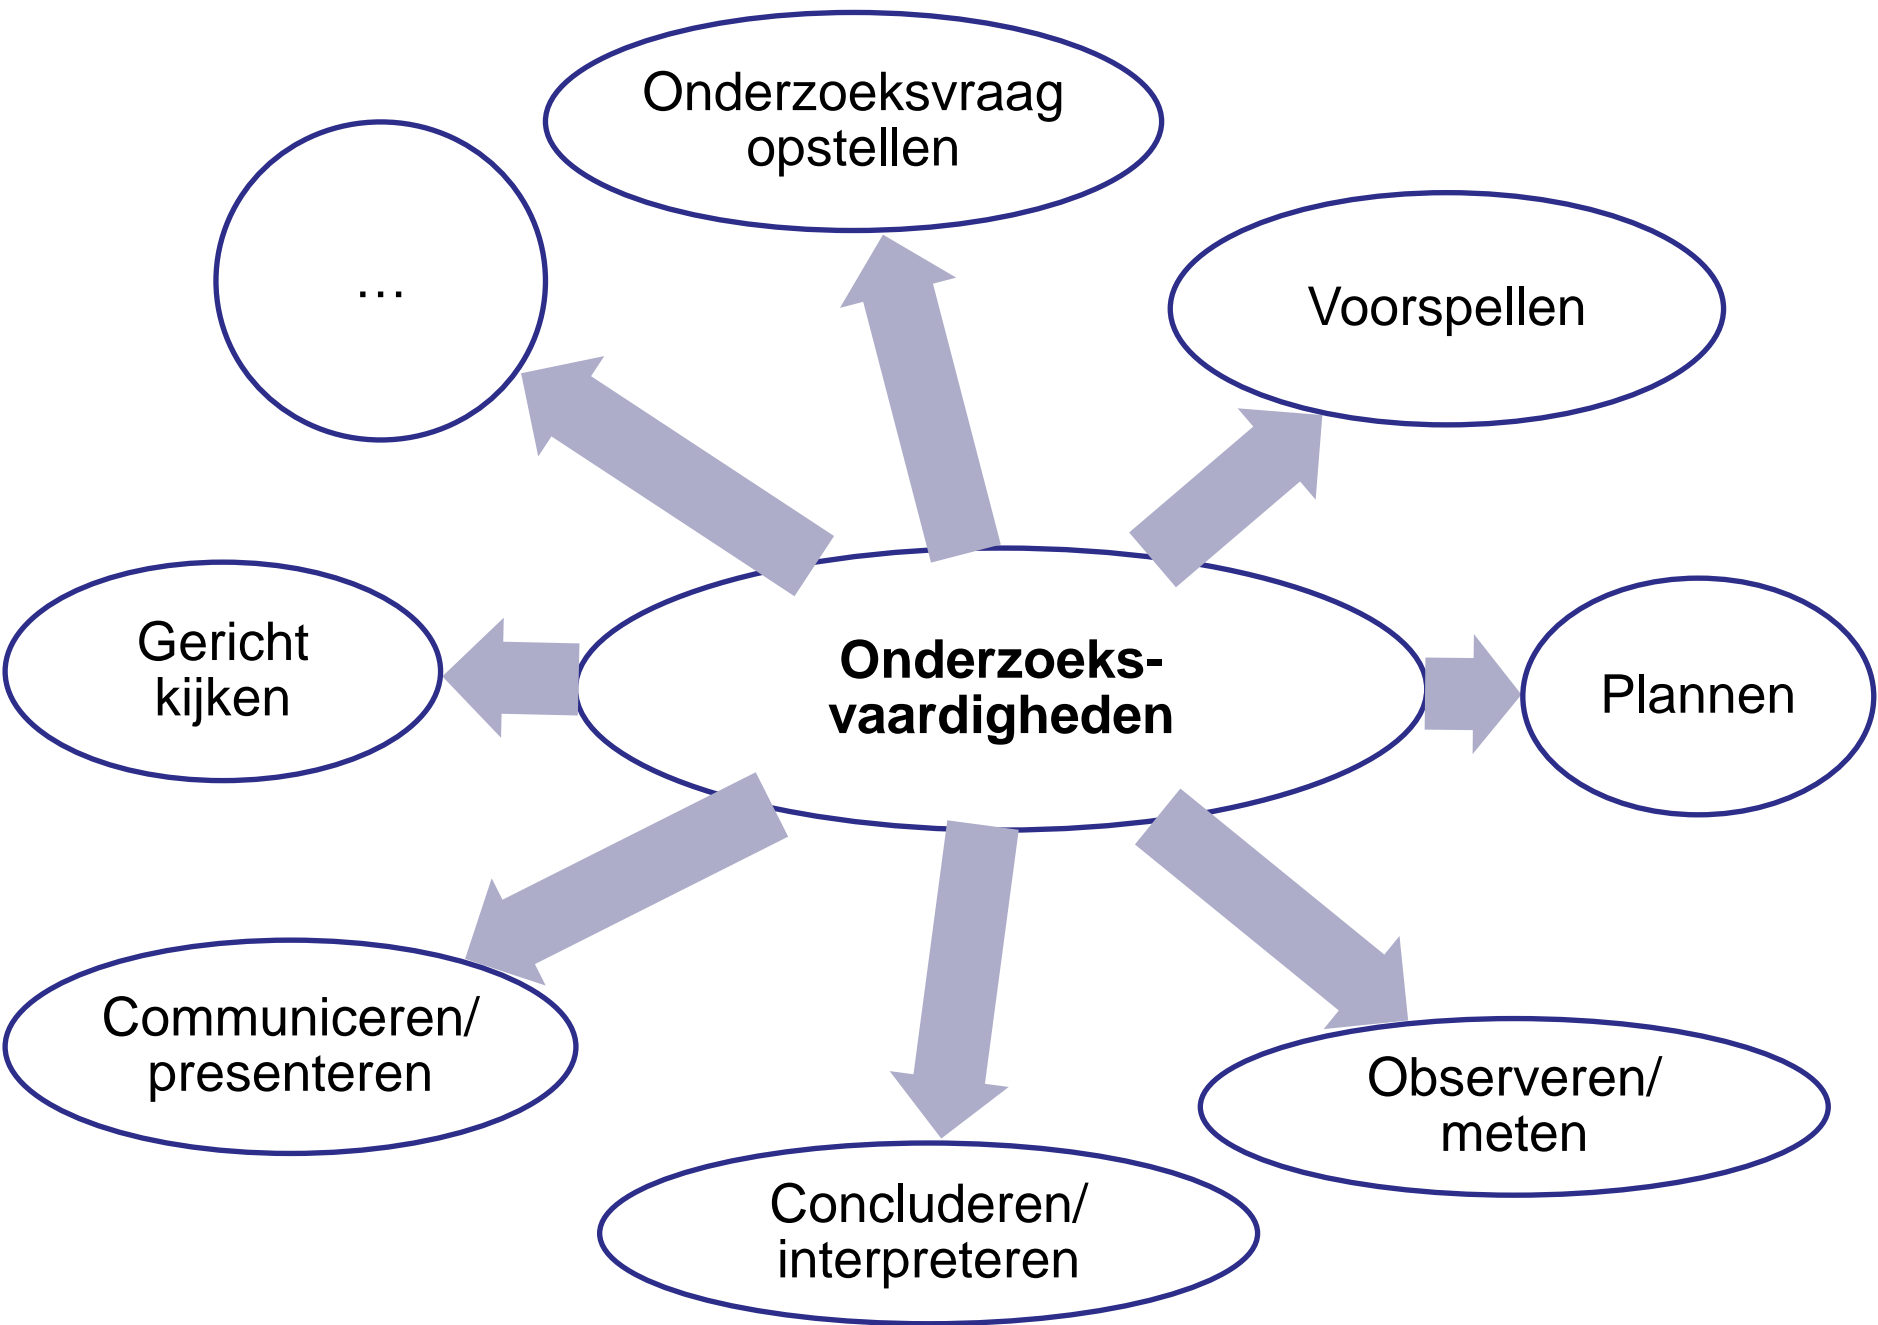 Onderzoeksvraag
opstellen
…
Voorspellen
Gericht
kijken
Onderzoeks-
vaardigheden
Plannen
Communiceren/
presenteren
Observeren/
meten
Concluderen/
interpreteren